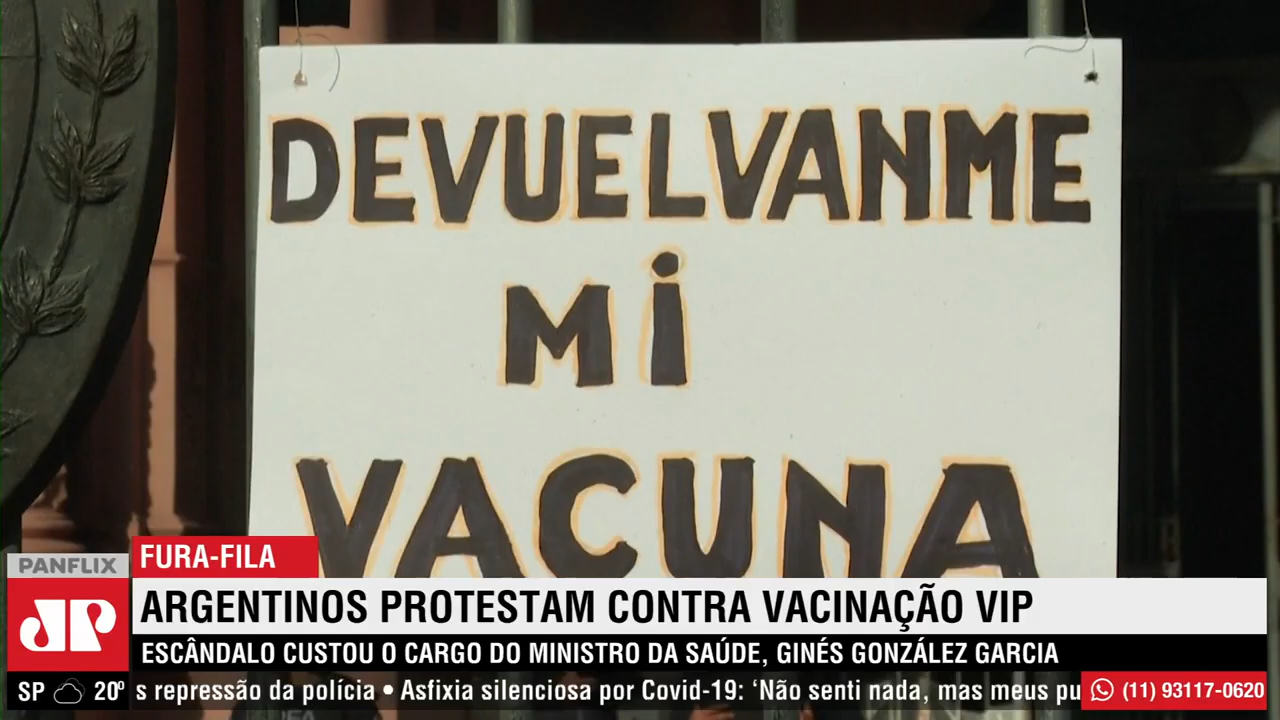 DEVUELVANME
Mi
VACUNA
FURA-FILA
PANFLIX
ARGENTINOS PROTESTAM CONTRA VACINAÇÃO VIP
JP
ESCÂNDALO CUSTOU O CARGO DO MINISTRO DA SAÚDE, GINÉS GONZÁLEZ GARCIA
SP 20º s repressão da polícia • Asfixia silenciosa por Covid-19: ‘Não senti nada, mas meus pu (11) 93117-0620